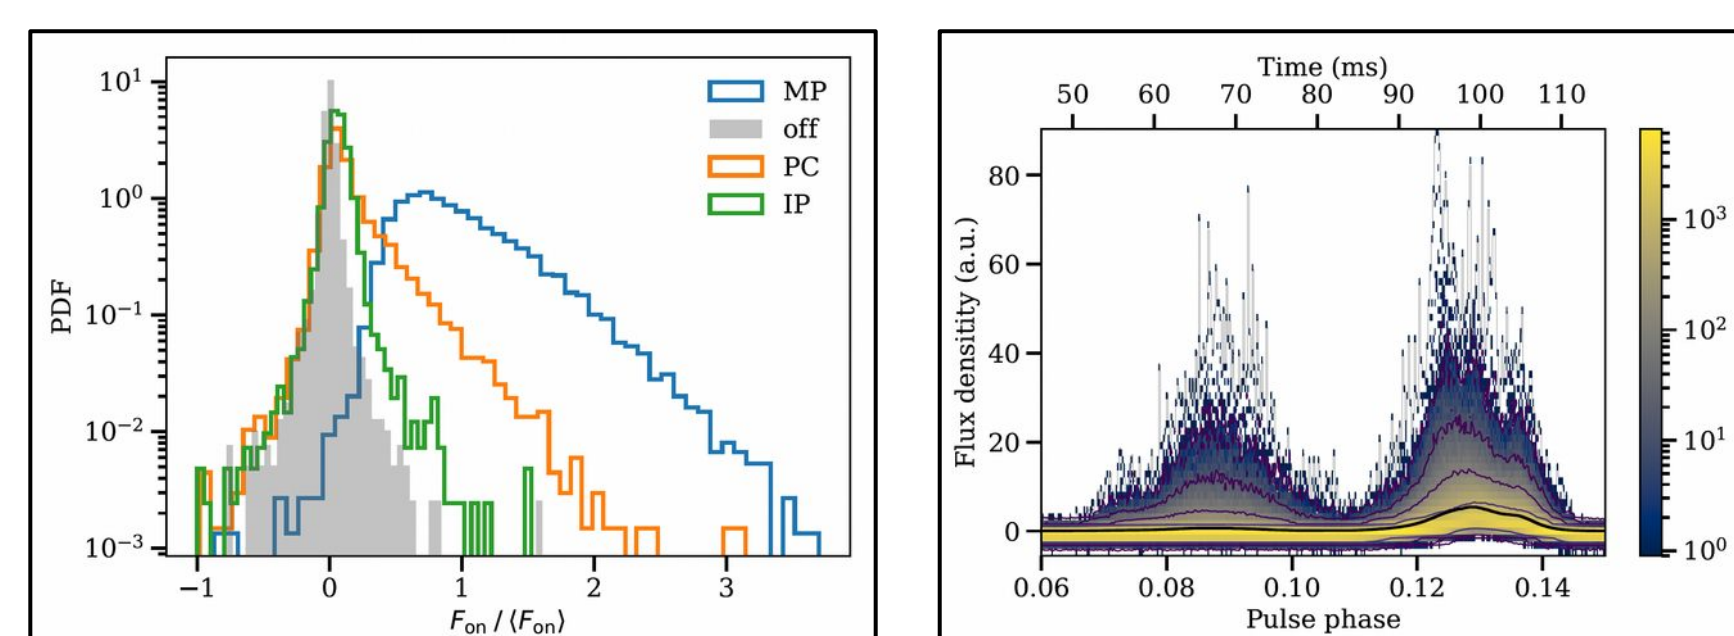 MP
off
PC
IP
10¹
10⁰
10⁻¹
10⁻²
10⁻³
PDF
−1 0 1 2 3
F_on / ⟨F_on⟩
Time (ms)
50 60 70 80 90 100 110
Flux densitity (a.u.)
80
60
40
20
0
0.06 0.08 0.10 0.12 0.14
Pulse phase
10³
10²
10¹
10⁰